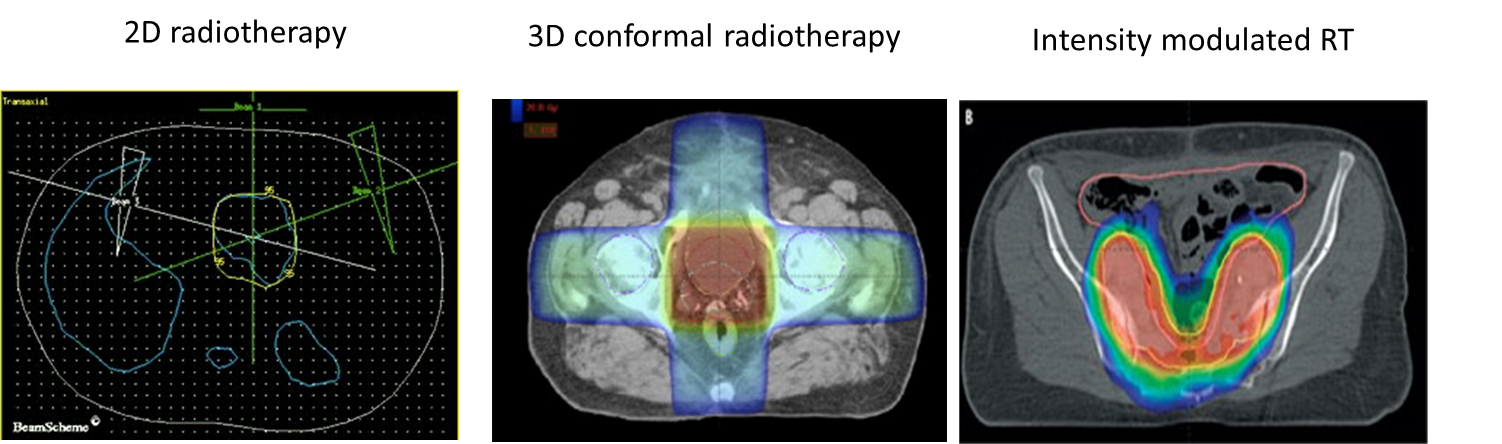 2D radiotherapy
3D conformal radiotherapy
Intensity modulated RT
Transaxial
Beam 1
Beam 2
Beam 3
95
95
95
BeamScheme©
B